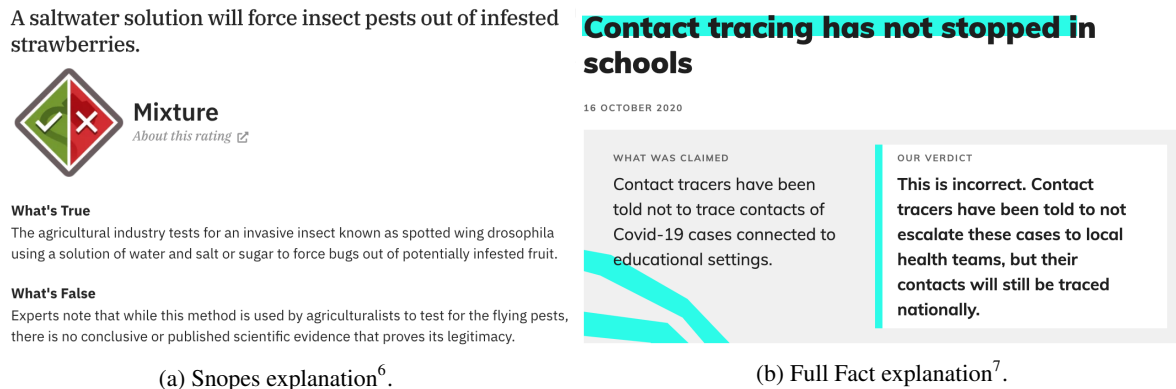 A saltwater solution will force insect pests out of infested
strawberries.
Mixture
About this rating
What's True
The agricultural industry tests for an invasive insect known as spotted wing drosophila
using a solution of water and salt or sugar to force bugs out of potentially infested fruit.
What's False
Experts note that while this method is used by agriculturalists to test for the flying pests,
there is no conclusive or published scientific evidence that proves its legitimacy.
(a) Snopes explanation6.
Contact tracing has not stopped in
schools
16 OCTOBER 2020
WHAT WAS CLAIMED
Contact tracers have been
told not to trace contacts of
Covid-19 cases connected to
educational settings.
OUR VERDICT
This is incorrect. Contact
tracers have been told to not
escalate these cases to local
health teams, but their
contacts will still be traced
nationally.
(b) Full Fact explanation7.